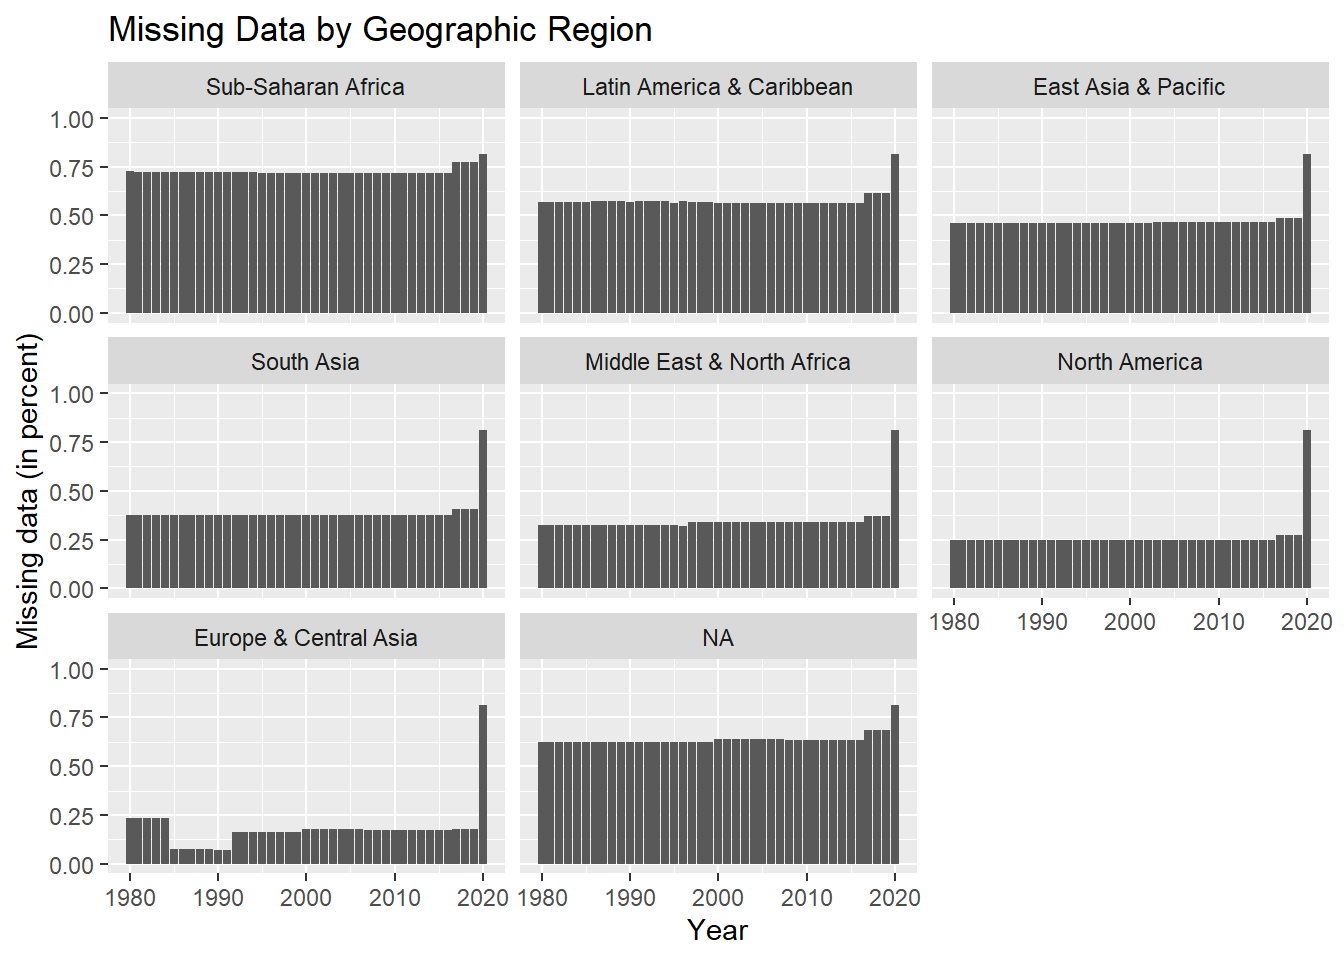 Missing Data by Geographic Region
Sub-Saharan Africa
Latin America & Caribbean
East Asia & Pacific
1.00
0.75
0.50
0.25
0.00
South Asia
Middle East & North Africa
North America
1.00
0.75
0.50
0.25
0.00
1980 1990 2000 2010 2020
Europe & Central Asia
NA
1.00
0.75
0.50
0.25
0.00
1980 1990 2000 2010 2020
1980 1990 2000 2010 2020
Year
Missing data (in percent)